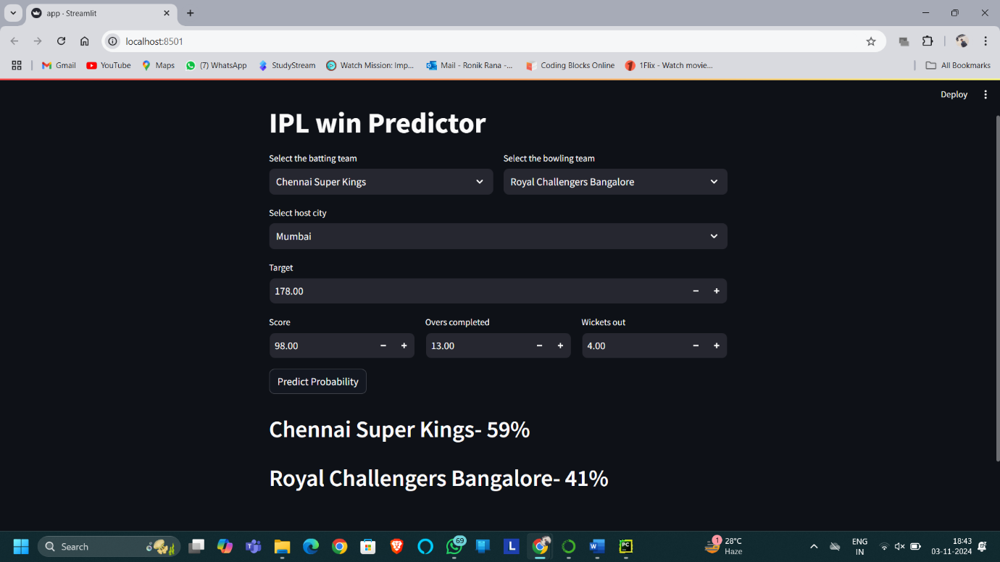 app - Streamlit
localhost:8501
Gmail YouTube Maps (7) WhatsApp StudyStream Watch Mission: Imp... Mail - Ronik Rana -... Coding Blocks Online 1Flix - Watch movie... All Bookmarks
Deploy
IPL win Predictor
Select the batting team Select the bowling team
Chennai Super Kings Royal Challengers Bangalore
Select host city
Mumbai
Target
178.00
Score Overs completed Wickets out
98.00 13.00 4.00
Predict Probability
Chennai Super Kings- 59%
Royal Challengers Bangalore- 41%
Search 69 L W PC 1 28°C ENG 18:43
Haze IN 03-11-2024